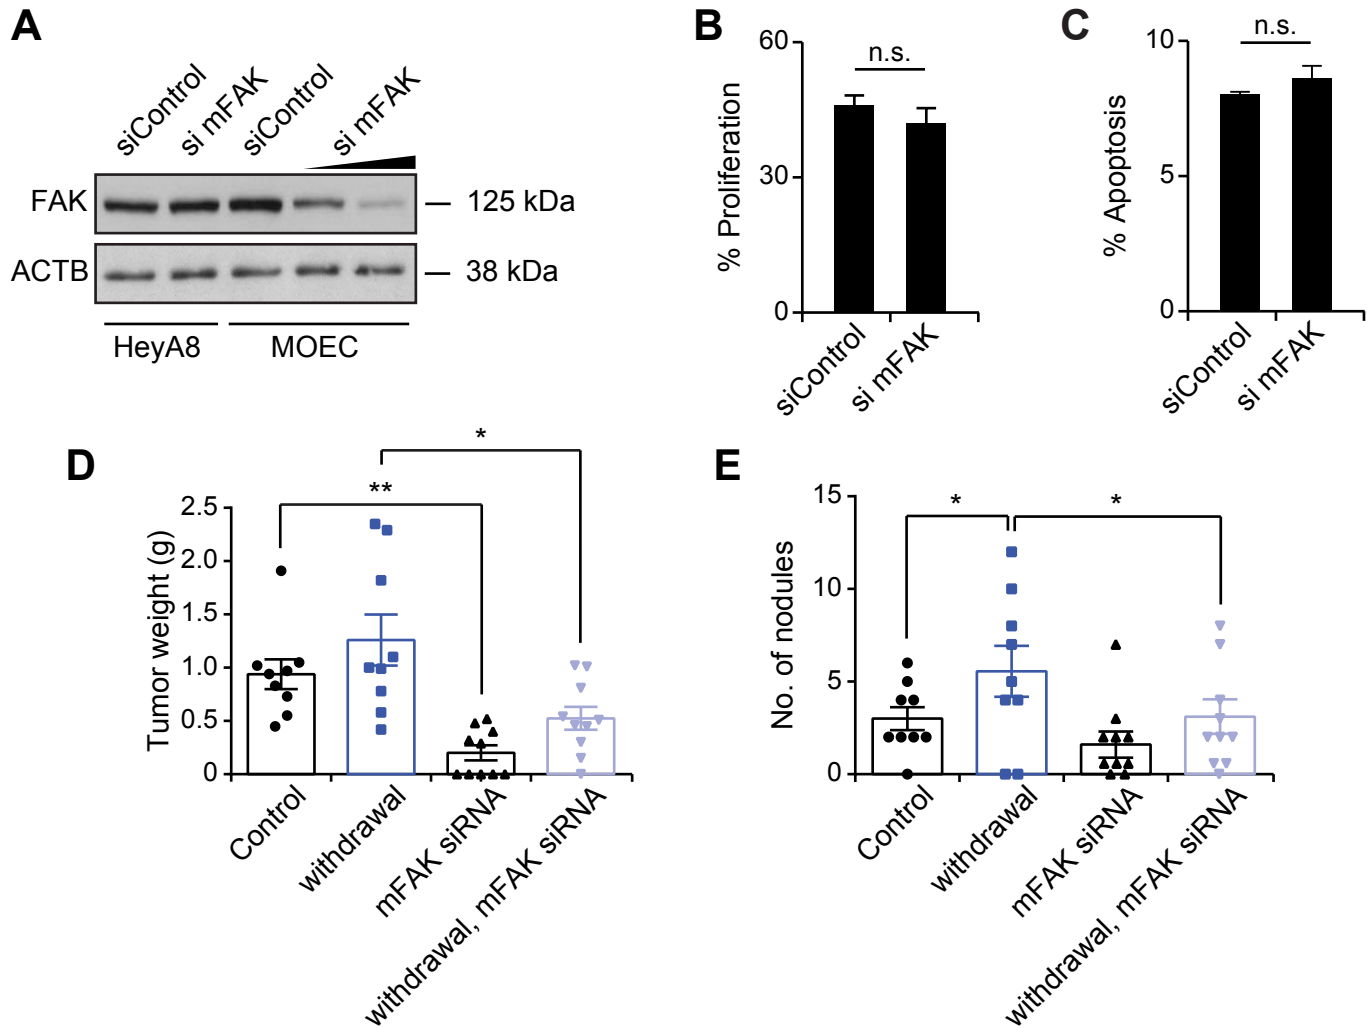 A
siControl
si mFAK
siControl
si mFAK
FAK
125 kDa
ACTB
38 kDa
HeyA8
MOEC
B
% Proliferation
60
30
0
n.s.
siControl
si mFAK
C
% Apoptosis
10
5
0
n.s.
siControl
si mFAK
D
Tumor weight (g)
2.5
2.0
1.5
1.0
0.5
0
*
**
Control
withdrawal
mFAK siRNA
withdrawal, mFAK siRNA
E
No. of nodules
15
10
5
0
*
*
Control
withdrawal
mFAK siRNA
withdrawal, mFAK siRNA